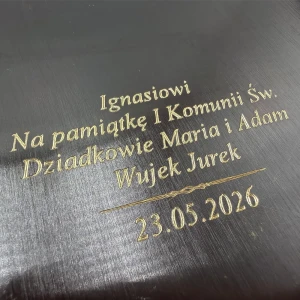 Ignasiowi
Na pamiątkę I Komunii Św.
Dziadkowie Maria i Adam
Wujek Jurek
23.05.2026